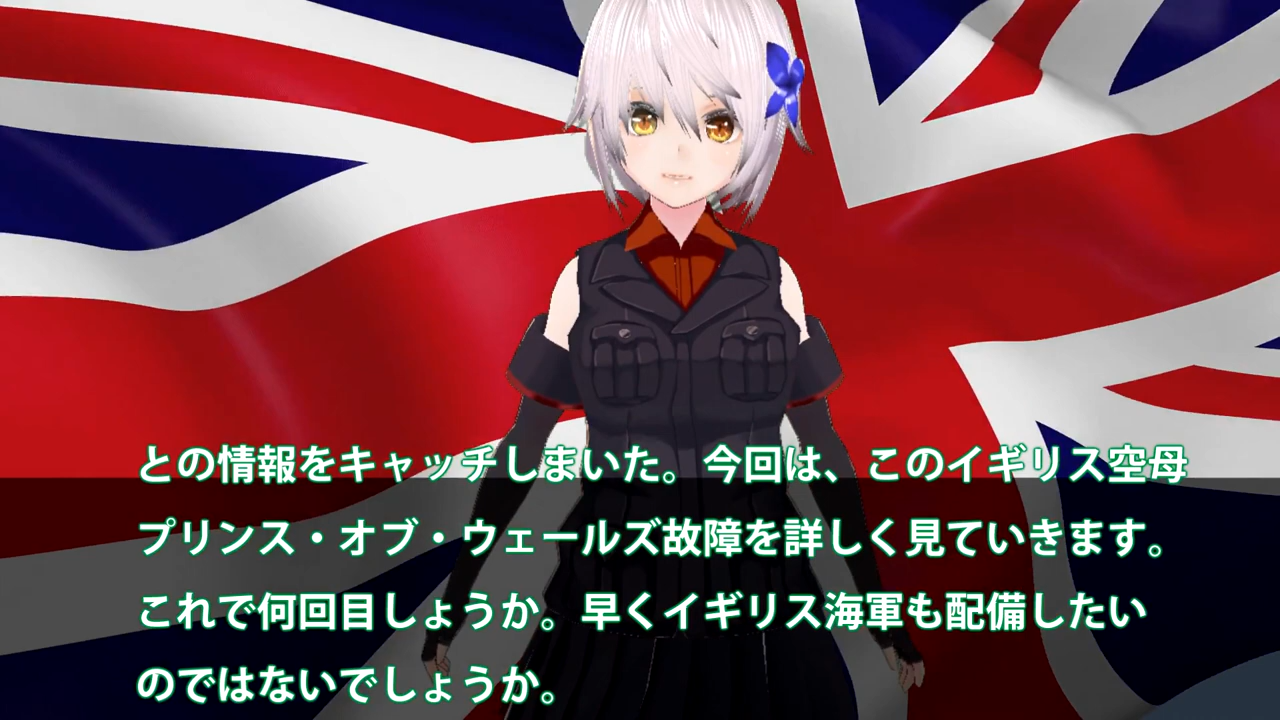 との情報をキャッチしまいた。今回は、このイギリス空母
プリンス・オブ・ウェールズ故障を詳しく見ていきます。
これで何回目しょうか。早くイギリス海軍も配備したい
のではないでしょうか。